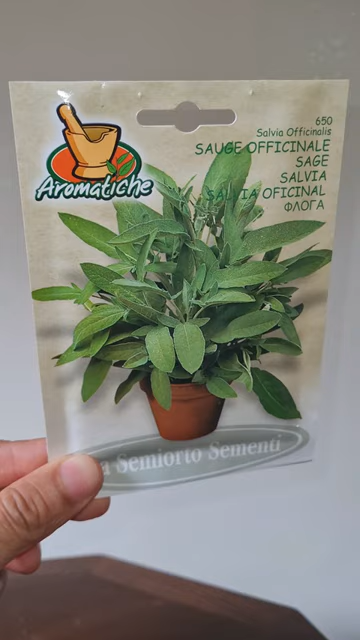 650
Salvia Officinalis
SAUGE OFFICINALE
SAGE
SALVIA
SALVIA OFICINAL
ΦΛΟΓΑ
Aromatiche
a Semiorto Sementi